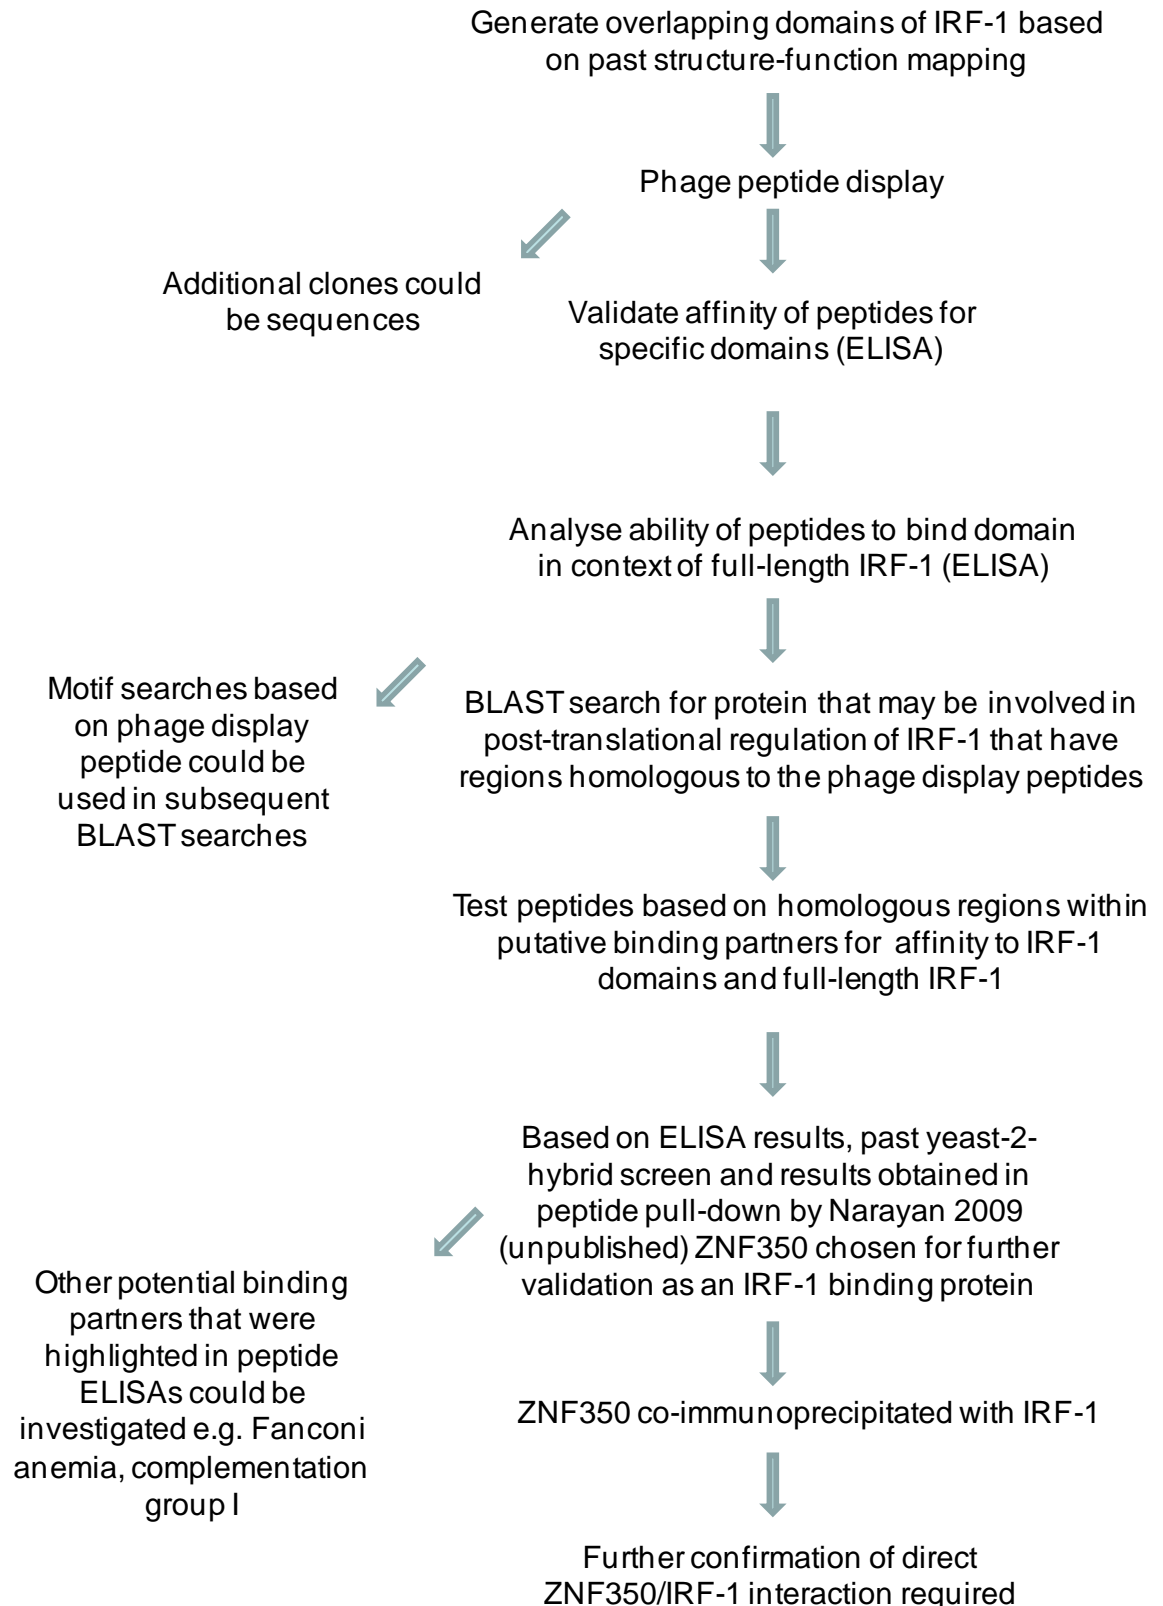 Generate overlapping domains of IRF-1 based
on past structure-function mapping
Phage peptide display
Additional clones could
be sequences
Validate affinity of peptides for
specific domains (ELISA)
Analyse ability of peptides to bind domain
in context of full-length IRF-1 (ELISA)
Motif searches based
on phage display
peptide could be
used in subsequent
BLAST searches
BLAST search for protein that may be involved in
post-translational regulation of IRF-1 that have
regions homologous to the phage display peptides
Test peptides based on homologous regions within
putative binding partners for affinity to IRF-1
domains and full-length IRF-1
Based on ELISA results, past yeast-2-
hybrid screen and results obtained in
peptide pull-down by Narayan 2009
(unpublished) ZNF350 chosen for further
validation as an IRF-1 binding protein
Other potential binding
partners that were
highlighted in peptide
ELISAs could be
investigated e.g. Fanconi
anemia, complementation
group I
ZNF350 co-immunoprecipitated with IRF-1
Further confirmation of direct
ZNF350/IRF-1 interaction required